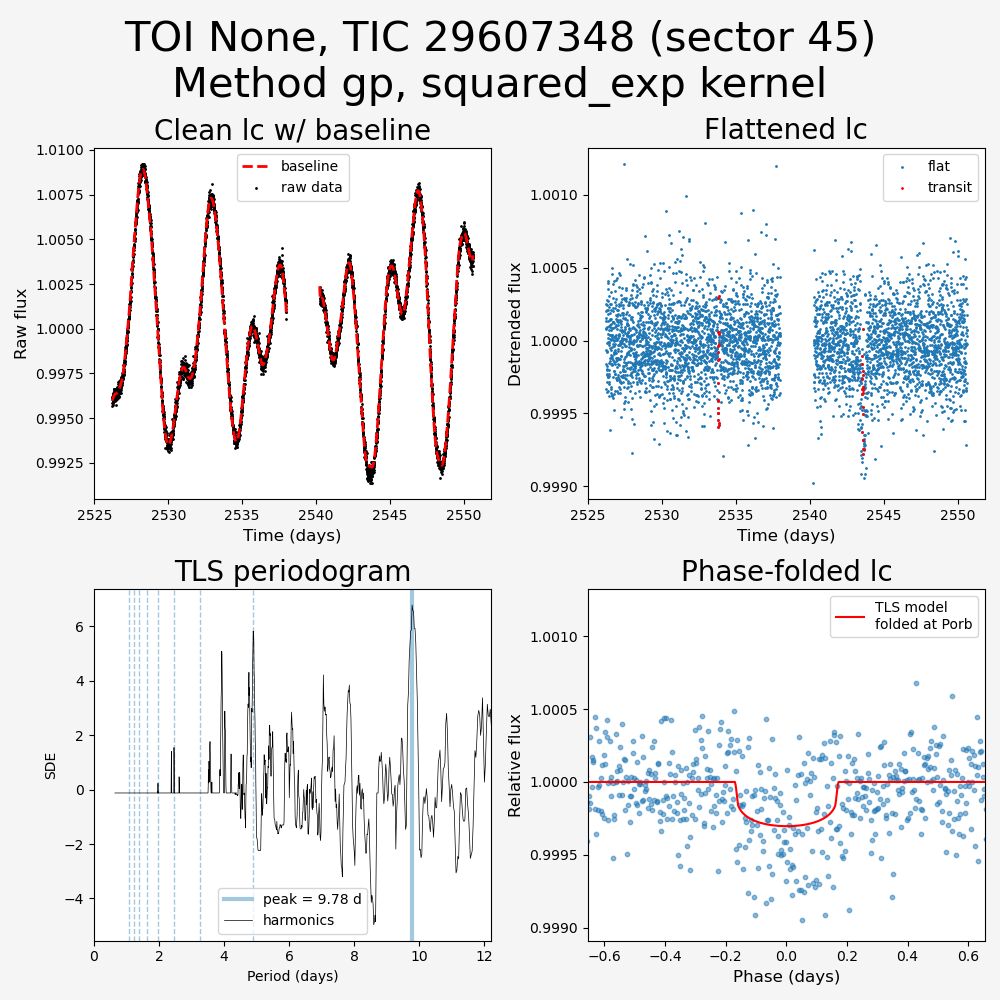 TOI None, TIC 29607348 (sector 45)
Method gp, squared_exp kernel
Clean lc w/ baseline
1.0100
1.0075
1.0050
1.0025
1.0000
0.9975
0.9950
0.9925
Raw flux
baseline
raw data
2525 2530 2535 2540 2545 2550
Time (days)
Flattened lc
1.0010
1.0005
1.0000
0.9995
0.9990
Detrended flux
flat
transit
2525 2530 2535 2540 2545 2550
Time (days)
TLS periodogram
6
4
2
0
−2
−4
SDE
peak = 9.78 d
harmonics
0 2 4 6 8 10 12
Period (days)
Phase-folded lc
1.0010
1.0005
1.0000
0.9995
0.9990
Relative flux
TLS model
folded at Porb
−0.6 −0.4 −0.2 0.0 0.2 0.4 0.6
Phase (days)